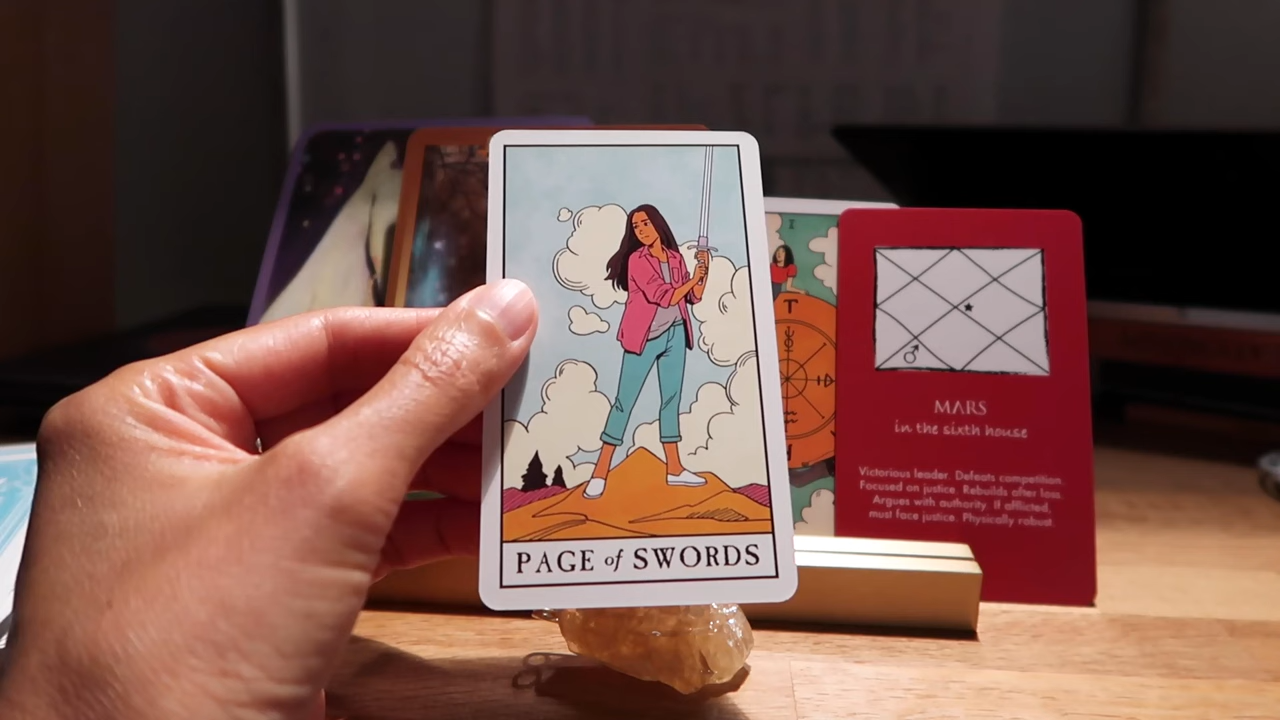 PAGE of SWORDS
I
T
MARS
in the sixth house
Victorious leader. Defeats competition.
Focused on justice. Rebuilds after loss.
Argues with authority. If afflicted,
must face justice. Physically robust.